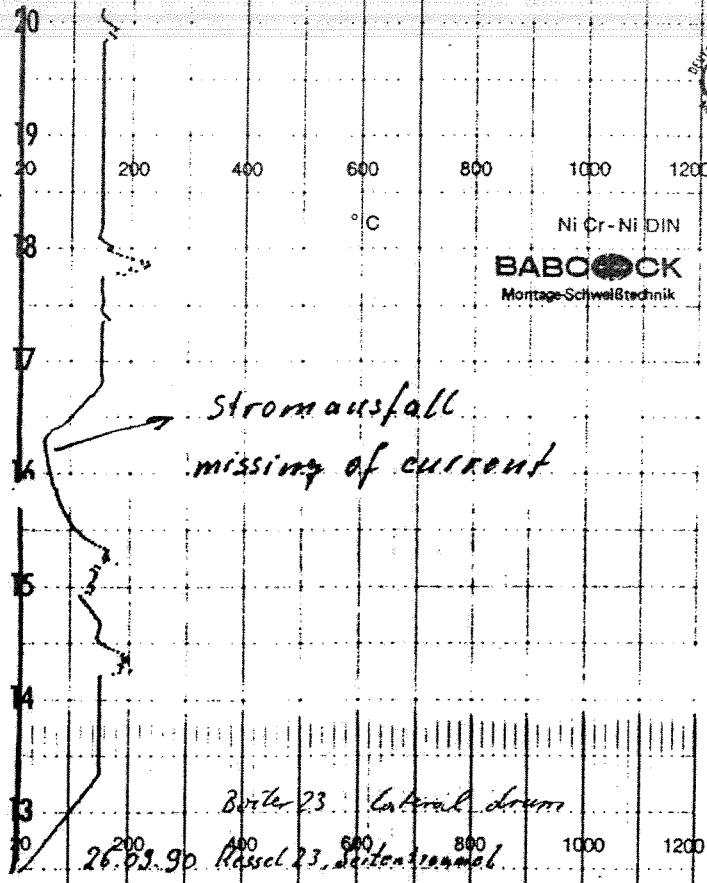 20
19
20 200 400 600 800 1000 1200
°C
Ni Cr-Ni DIN
18
BABCOCK
Montage-Schweißtechnik
17
Stromausfall
missing of current
16
15
14
Boiler 23 lateral drum
13
20 200 400 600 800 1000 1200
26.09.90 Kessel 23, Seitentrommel